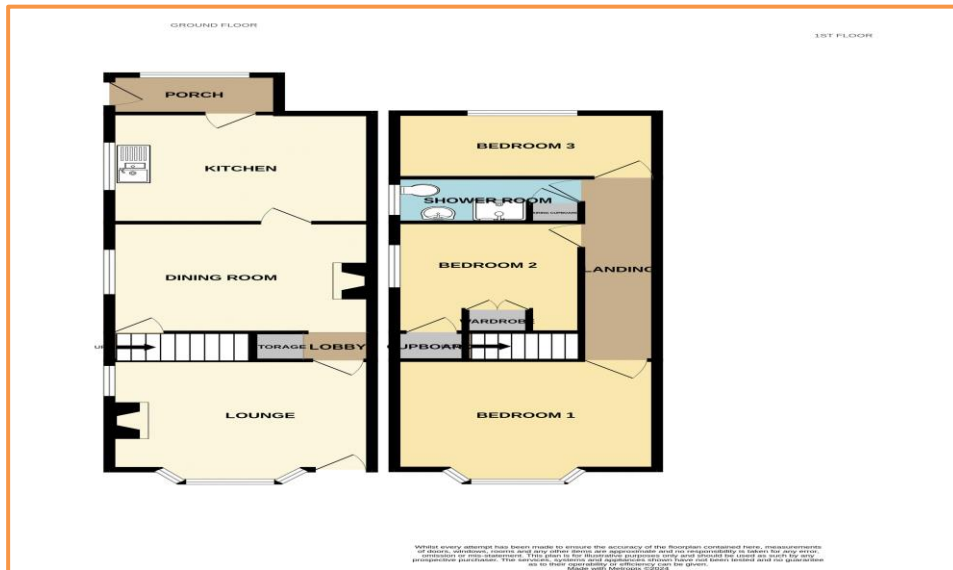 GROUND FLOOR
1ST FLOOR
PORCH
KITCHEN
DINING ROOM
TORAGE
LOBBY
LOUNGE
BEDROOM 3
SHOWER ROOM
BEDROOM 2
LANDING
WARDROBE
CUPBOARD
BEDROOM 1
Whilst every attempt has been made to ensure the accuracy of the floorplan contained here, measurements
of doors, windows, rooms and any other items are approximate and no responsibility is taken for any error,
omission or mis-statement. This plan is for illustrative purposes only and should be used as such by any
prospective purchaser. The services, systems and appliances shown have not been tested and no guarantee
as to their operability or efficiency can be given.
Made with Metropix ©2024